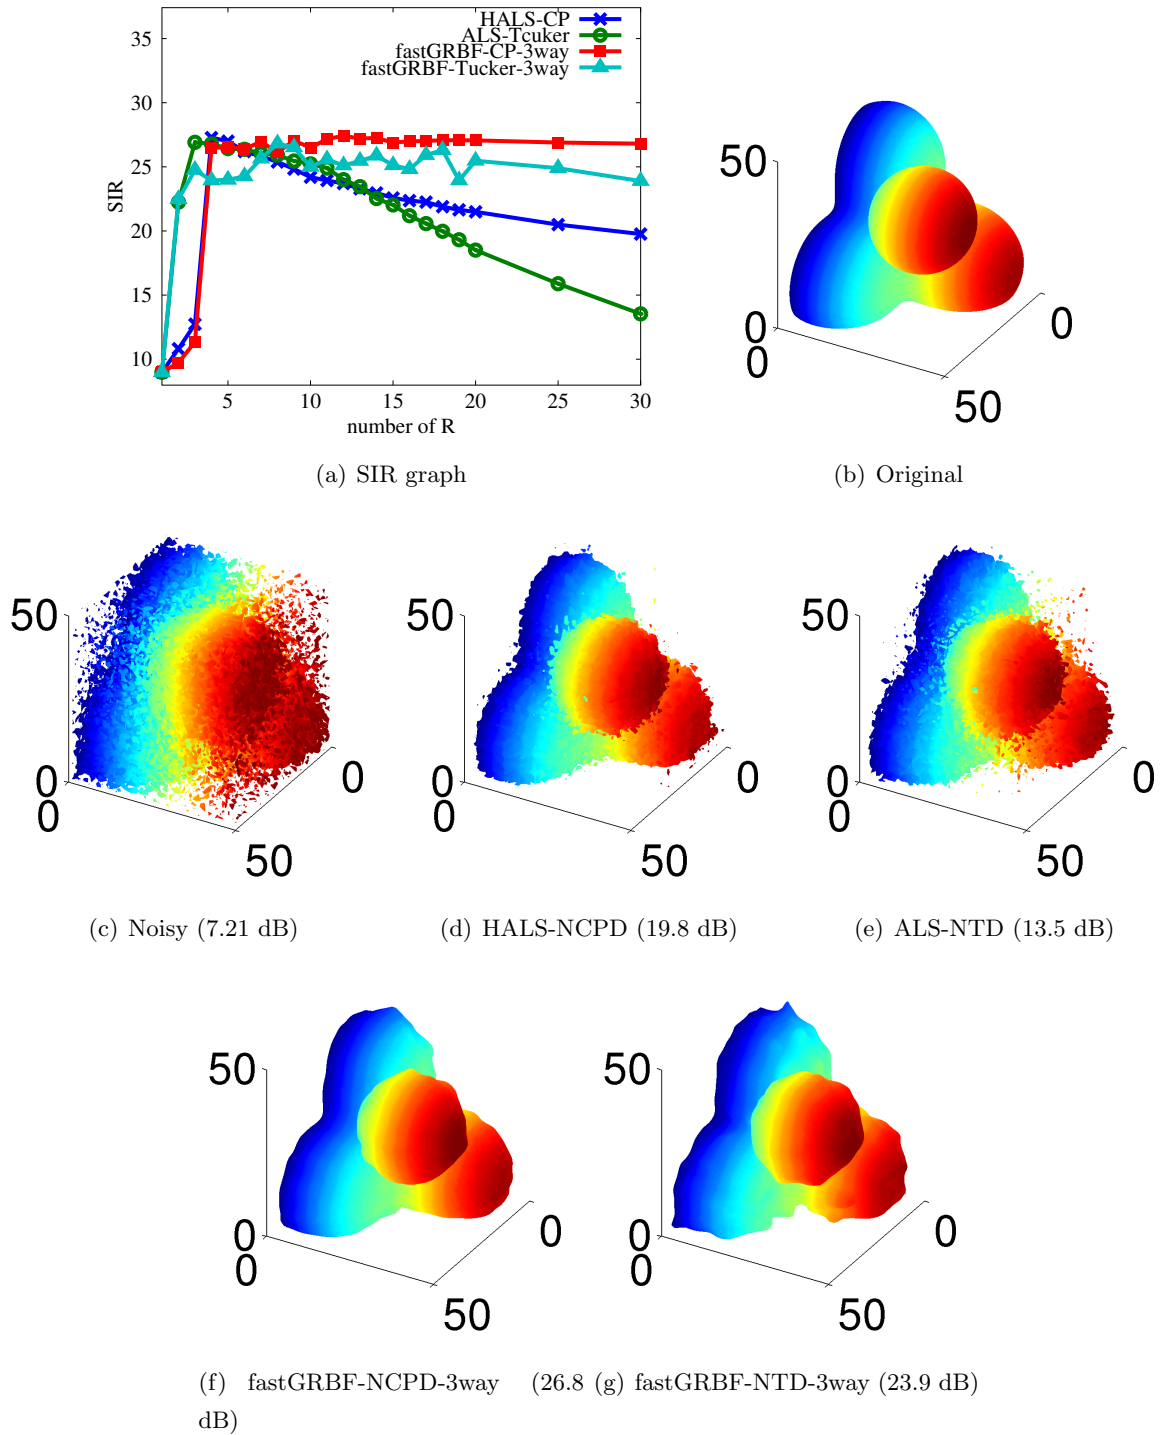 HALS-CP
ALS-Tcuker
fastGRBF-CP-3way
fastGRBF-Tucker-3way
35
30
25
20
15
10
SIR
5 10 15 20 25 30
number of R
(a) SIR graph
50
0
0
50
0
(b) Original
50
0
0
50
0
(c) Noisy (7.21 dB)
50
0
0
50
0
(d) HALS-NCPD (19.8 dB)
50
0
0
50
0
(e) ALS-NTD (13.5 dB)
50
0
0
50
0
(f) fastGRBF-NCPD-3way (26.8
dB)
50
0
0
50
0
(g) fastGRBF-NTD-3way (23.9 dB)